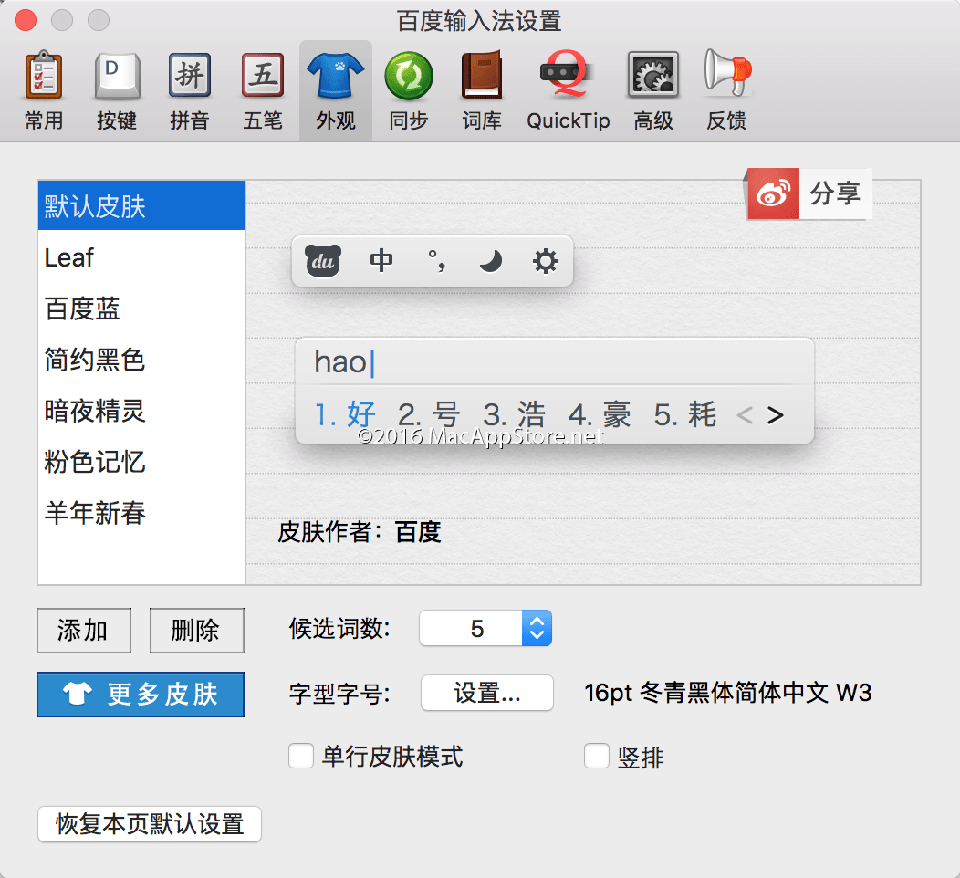 百度输入法设置
D 拼 五
常用 按键 拼音 五笔 外观 同步 词库 QuickTip 高级 反馈
默认皮肤
Leaf
百度蓝
简约黑色
暗夜精灵
粉色记忆
羊年新春
分享
du 中 °,
hao
1. 好 2. 号 3. 浩 4. 豪 5. 耗 < >
©2016 MacAppStore.net
皮肤作者：百度
添加 删除 候选词数: 5
更多皮肤 字型字号: 设置... 16pt 冬青黑体简体中文 W3
单行皮肤模式 竖排
恢复本页默认设置